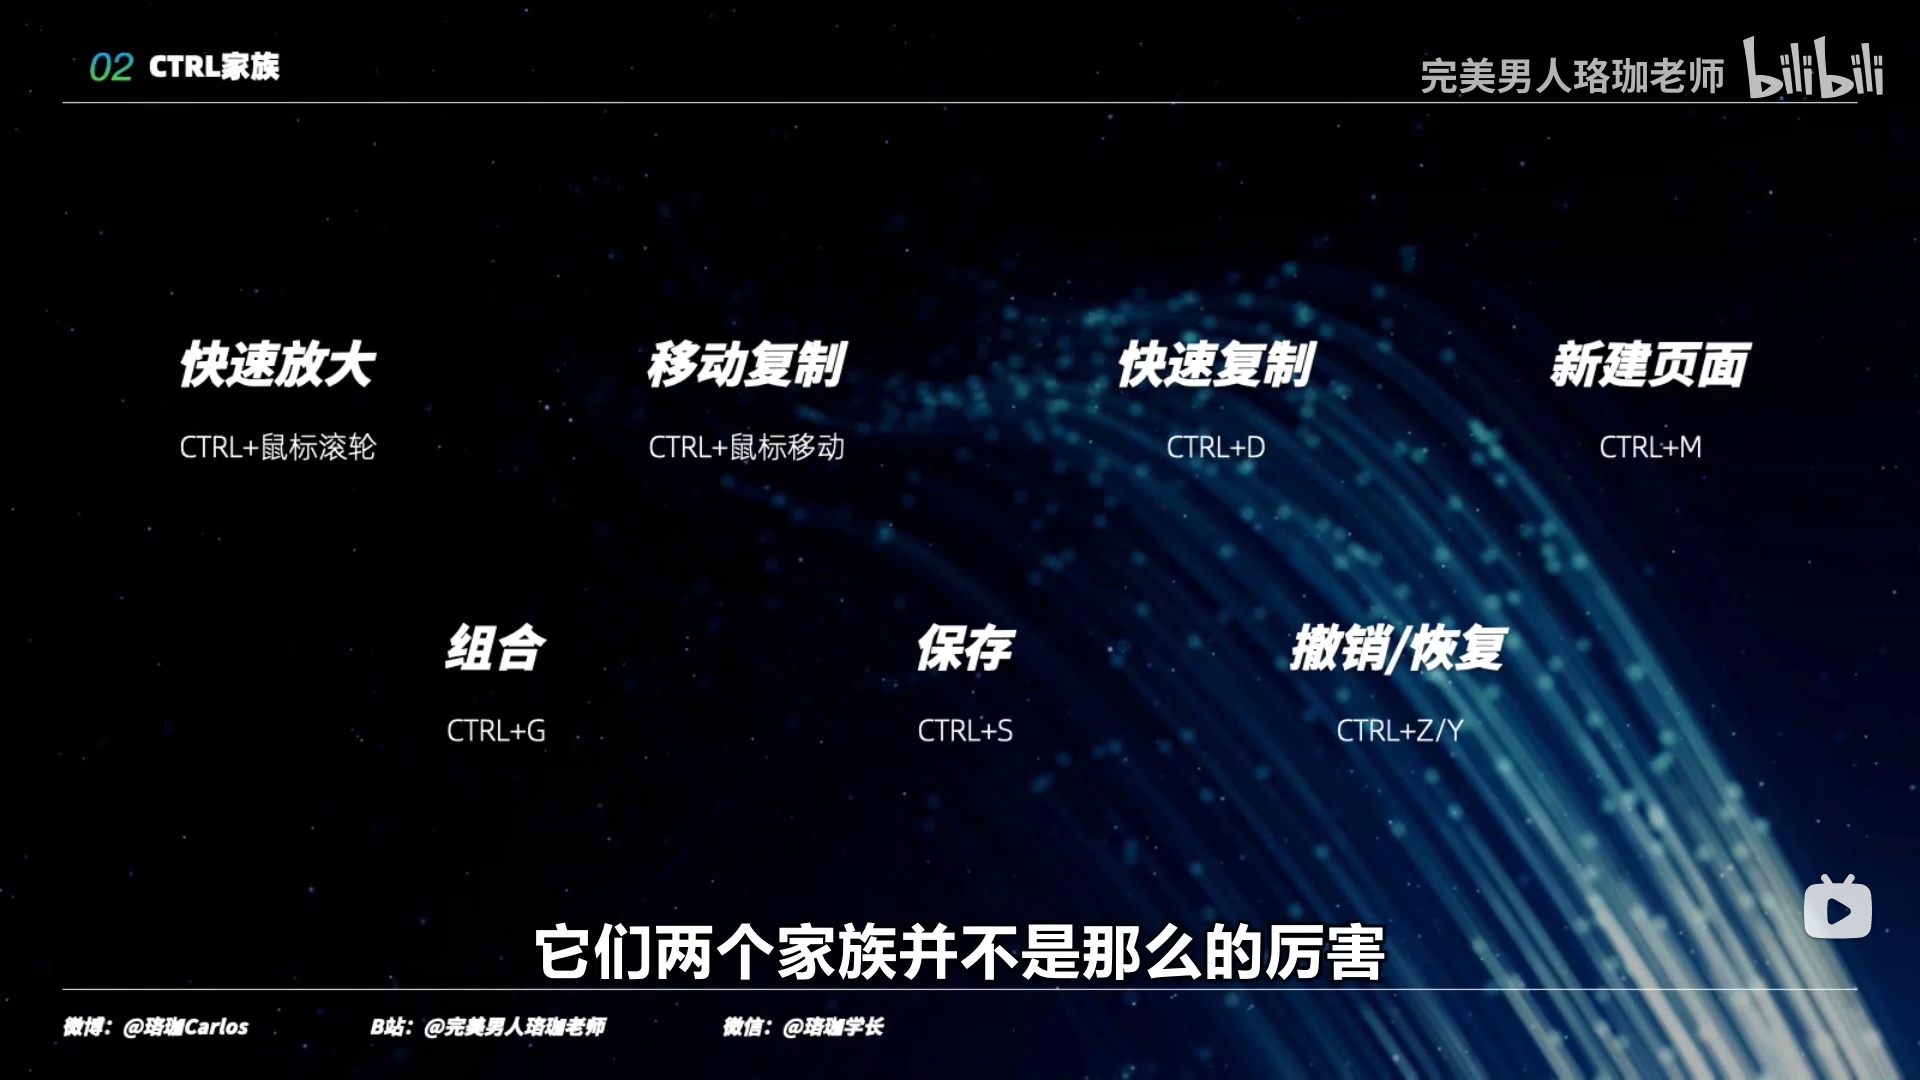 02 CTRL家族
完美男人珞珈老师 bilibili
快速放大 移动复制 快速复制 新建页面
CTRL+鼠标滚轮 CTRL+鼠标移动 CTRL+D CTRL+M
组合 保存 撤销/恢复
CTRL+G CTRL+S CTRL+Z/Y
它们两个家族并不是那么的厉害
微博：@珞珈Carlos B站：@完美男人珞珈老师 微信：@珞珈学长